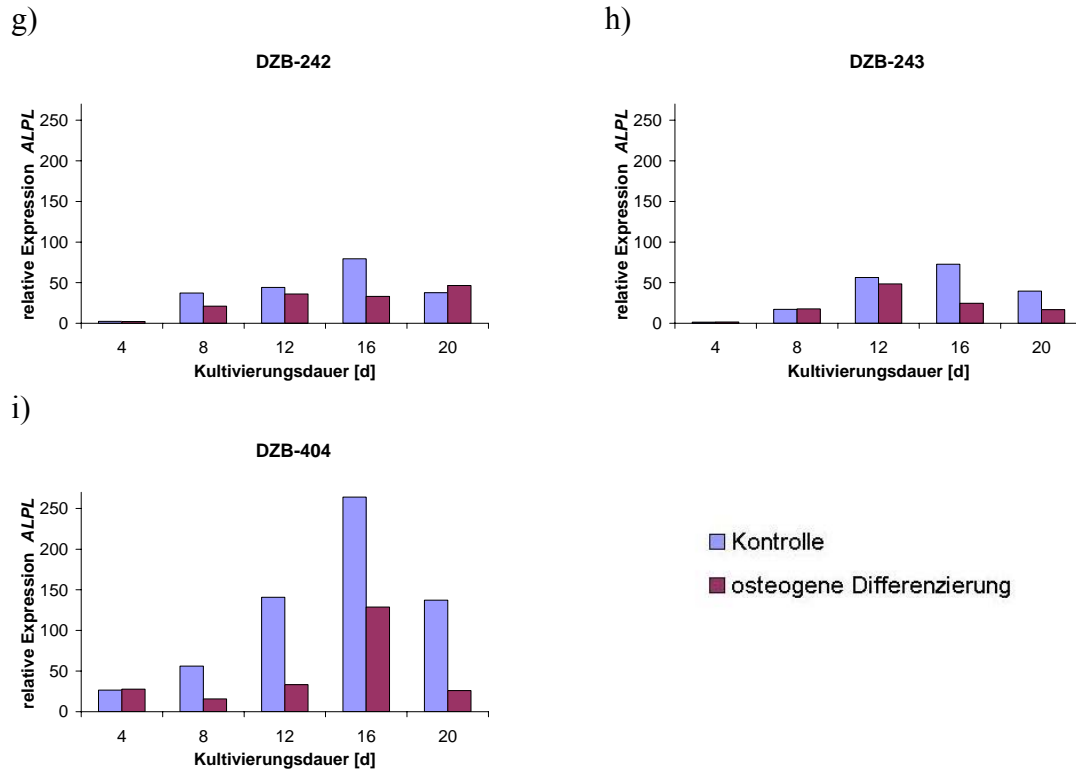 g)
DZB-242
relative Expression ALPL
250
200
150
100
50
0
4 8 12 16 20
Kultivierungsdauer [d]
h)
DZB-243
relative Expression ALPL
250
200
150
100
50
0
4 8 12 16 20
Kultivierungsdauer [d]
i)
DZB-404
relative Expression ALPL
250
200
150
100
50
0
4 8 12 16 20
Kultivierungsdauer [d]
Kontrolle
osteogene Differenzierung